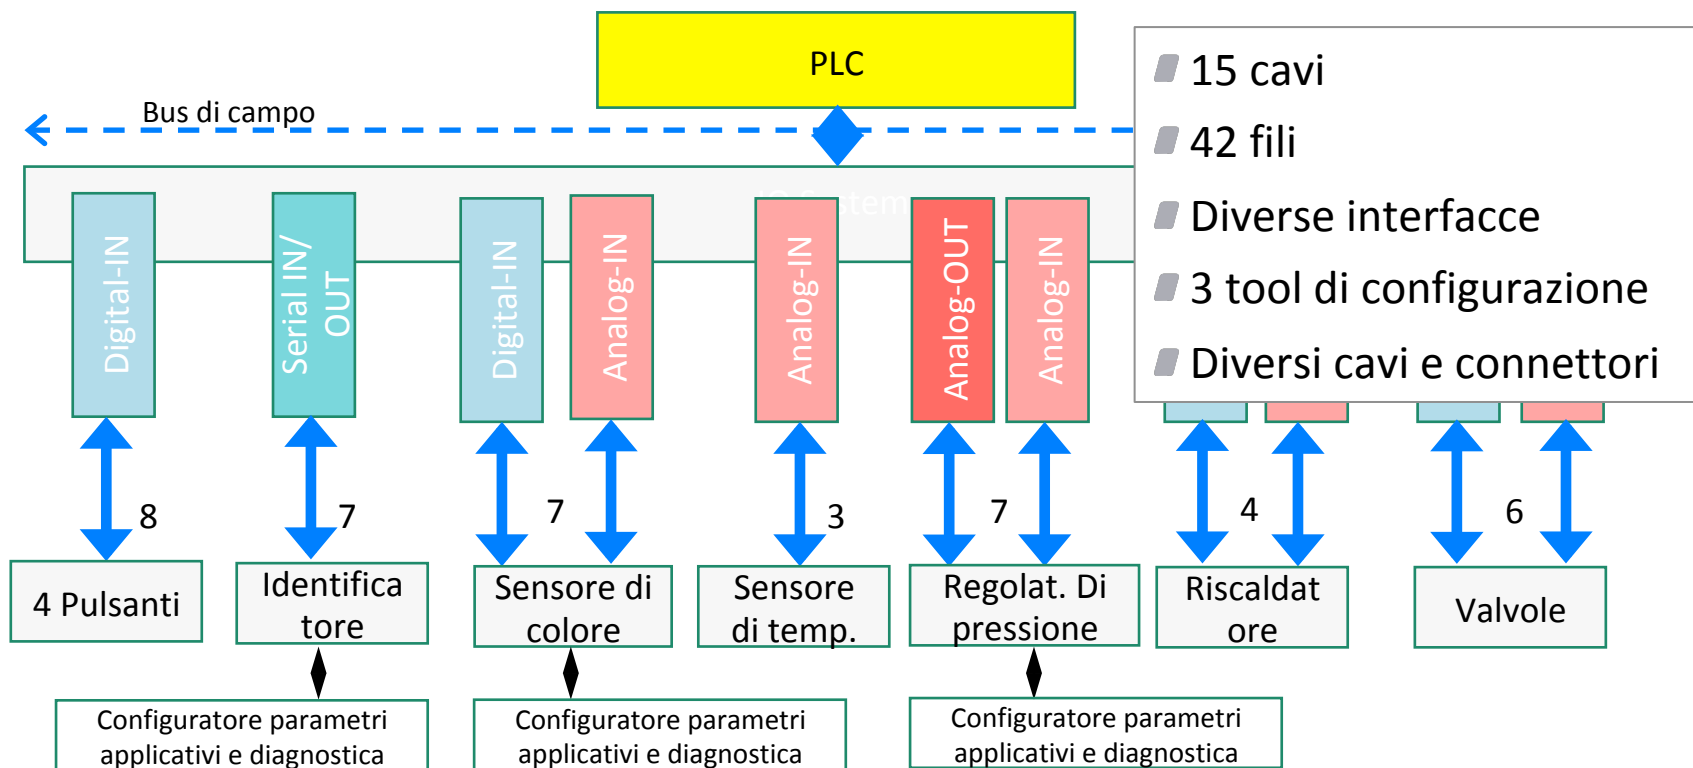 PLC
Bus di campo
IO System
Digital-IN
Serial IN/
OUT
Digital-IN
Analog-IN
Analog-IN
Analog-OUT
Analog-IN
15 cavi
42 fili
Diverse interfacce
3 tool di configurazione
Diversi cavi e connettori
8
7
7
3
7
4
6
4 Pulsanti
Identifica
tore
Sensore di
colore
Sensore
di temp.
Regolat. Di
pressione
Riscaldat
ore
Valvole
Configuratore parametri
applicativi e diagnostica
Configuratore parametri
applicativi e diagnostica
Configuratore parametri
applicativi e diagnostica